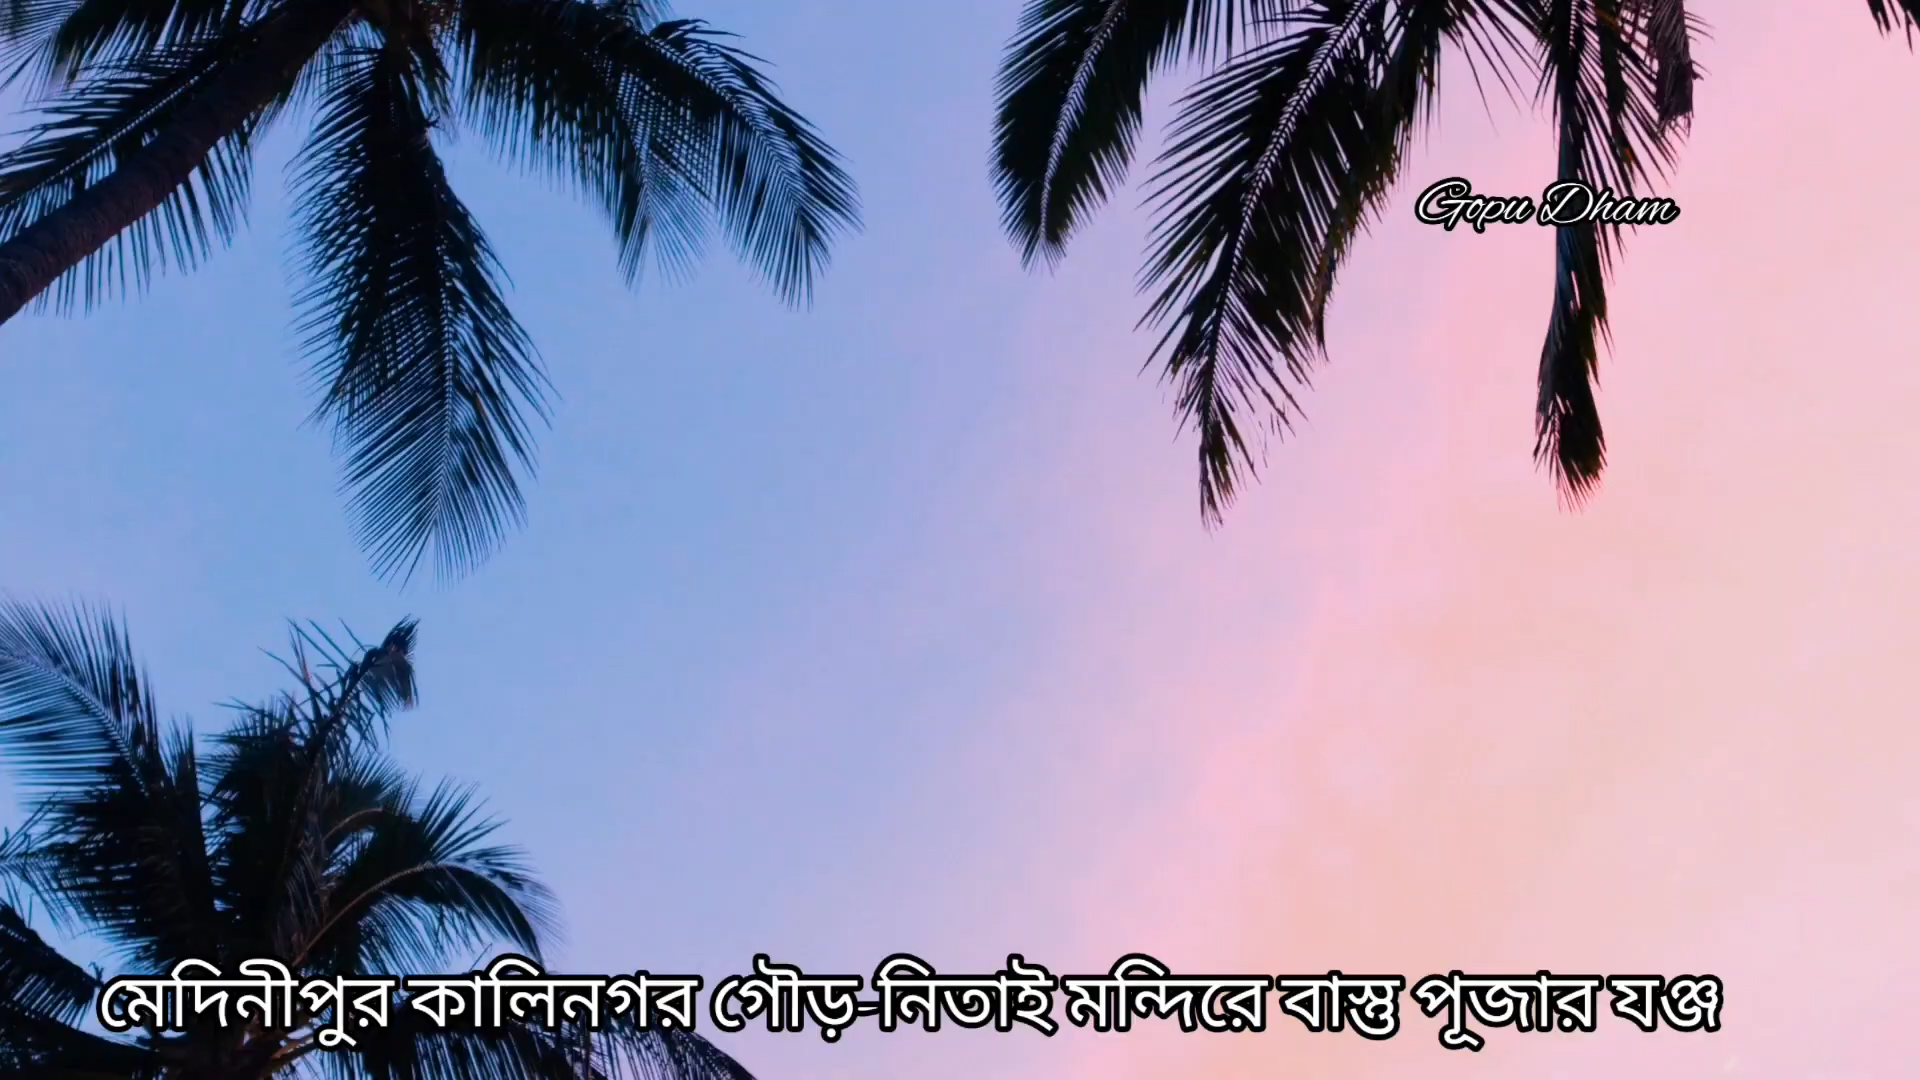 Gopu Dham
মেদিনীপুর কালিনগর গৌড়-নিতাই মন্দিরে বাস্তু পূজার যঞ্জ